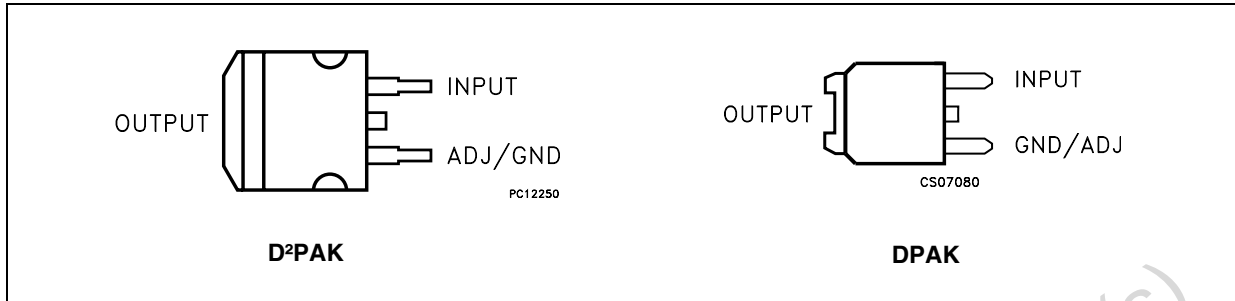 OUTPUT
INPUT
ADJ/GND
PC12250
D²PAK
OUTPUT
INPUT
GND/ADJ
CS07080
DPAK